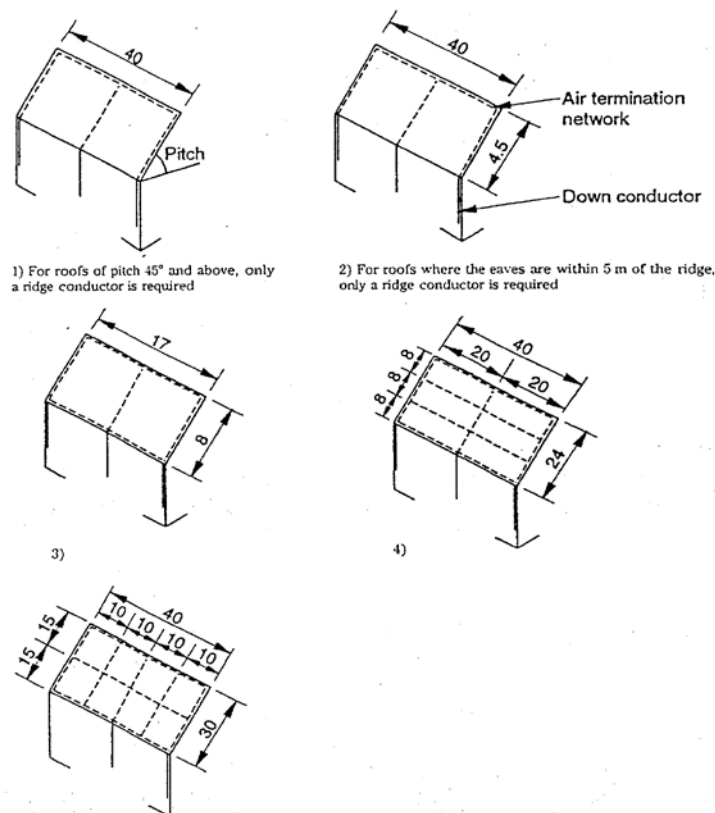 40
Pitch
1) For roofs of pitch 45° and above, only
a ridge conductor is required
40
Air termination
network
4.5
Down conductor
2) For roofs where the eaves are within 5 m of the ridge,
only a ridge conductor is required
17
8
3)
40
20
20
8
8
8
24
4)
40
10
10
10
10
15
15
30